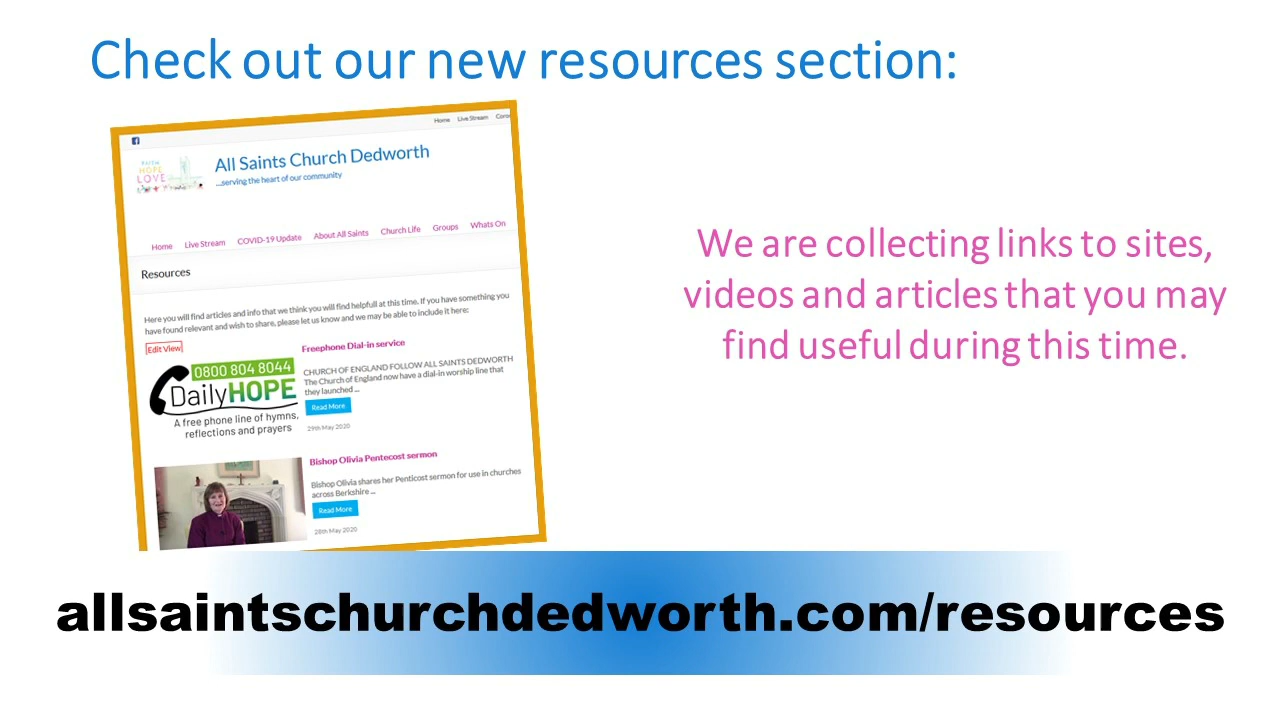 Check out our new resources section:
Home Live Stream
FAITH
HOPE
LOVE
All Saints Church Dedworth
...serving the heart of our community
Home Live Stream COVID-19 Update About All Saints Church Life Groups Whats On
Resources
Here you will find articles and info that we think you will find helpfull at this time. If you have something you
have found relevant and wish to share, please let us know and we may be able to include it here:
Edit View
0800 804 8044
DailyHOPE
A free phone line of hymns,
reflections and prayers
Freephone Dial-in service
CHURCH OF ENGLAND FOLLOW ALL SAINTS DEDWORTH
The Church of England now have a dial-in worship line that
they launched ...
Read More
29th May 2020
Bishop Olivia Pentecost sermon
Bishop Olivia shares her Penticost sermon for use in churches
across Berkshire ...
Read More
28th May 2020
We are collecting links to sites,
videos and articles that you may
find useful during this time.
allsaintschurchdedworth.com/resources